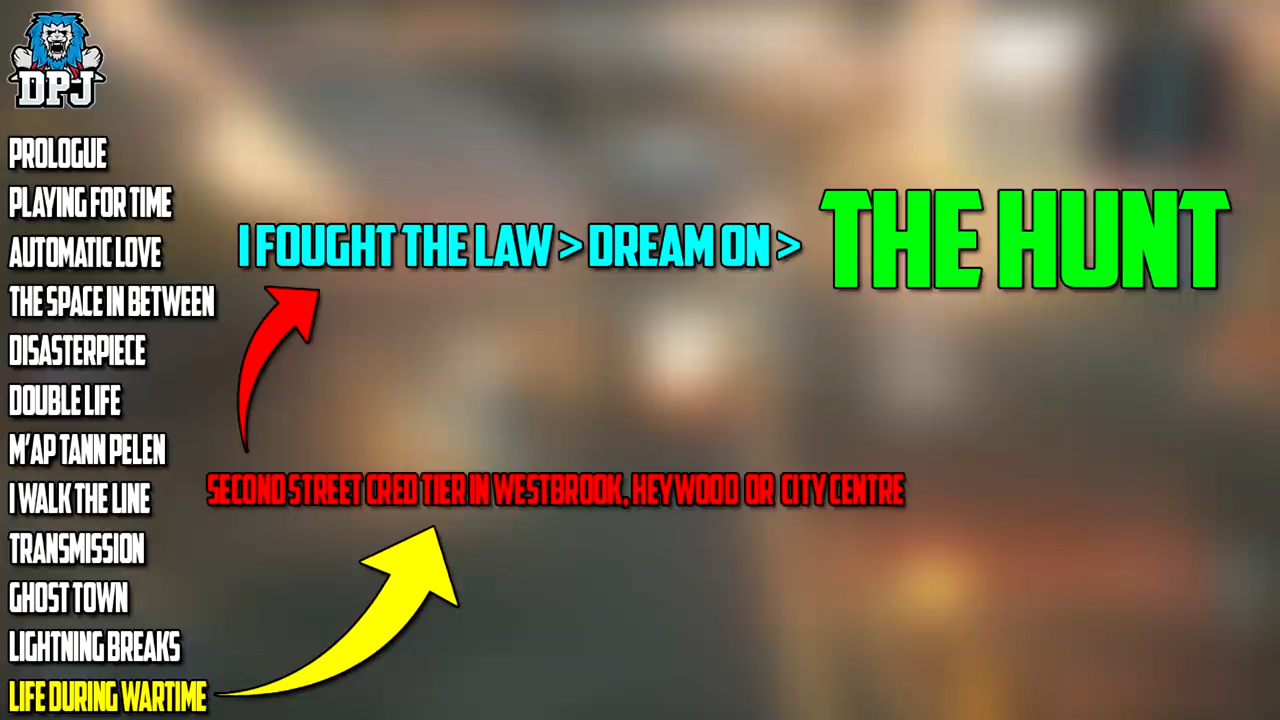 DPJ
PROLOGUE
PLAYING FOR TIME
AUTOMATIC LOVE
THE SPACE IN BETWEEN
DISASTERPIECE
DOUBLE LIFE
M'AP TANN PELEN
I WALK THE LINE
TRANSMISSION
GHOST TOWN
LIGHTNING BREAKS
LIFE DURING WARTIME
SECOND STREET CRED TIER IN WESTBROOK, HEYWOOD OR CITY CENTRE
I FOUGHT THE LAW > DREAM ON >
THE HUNT